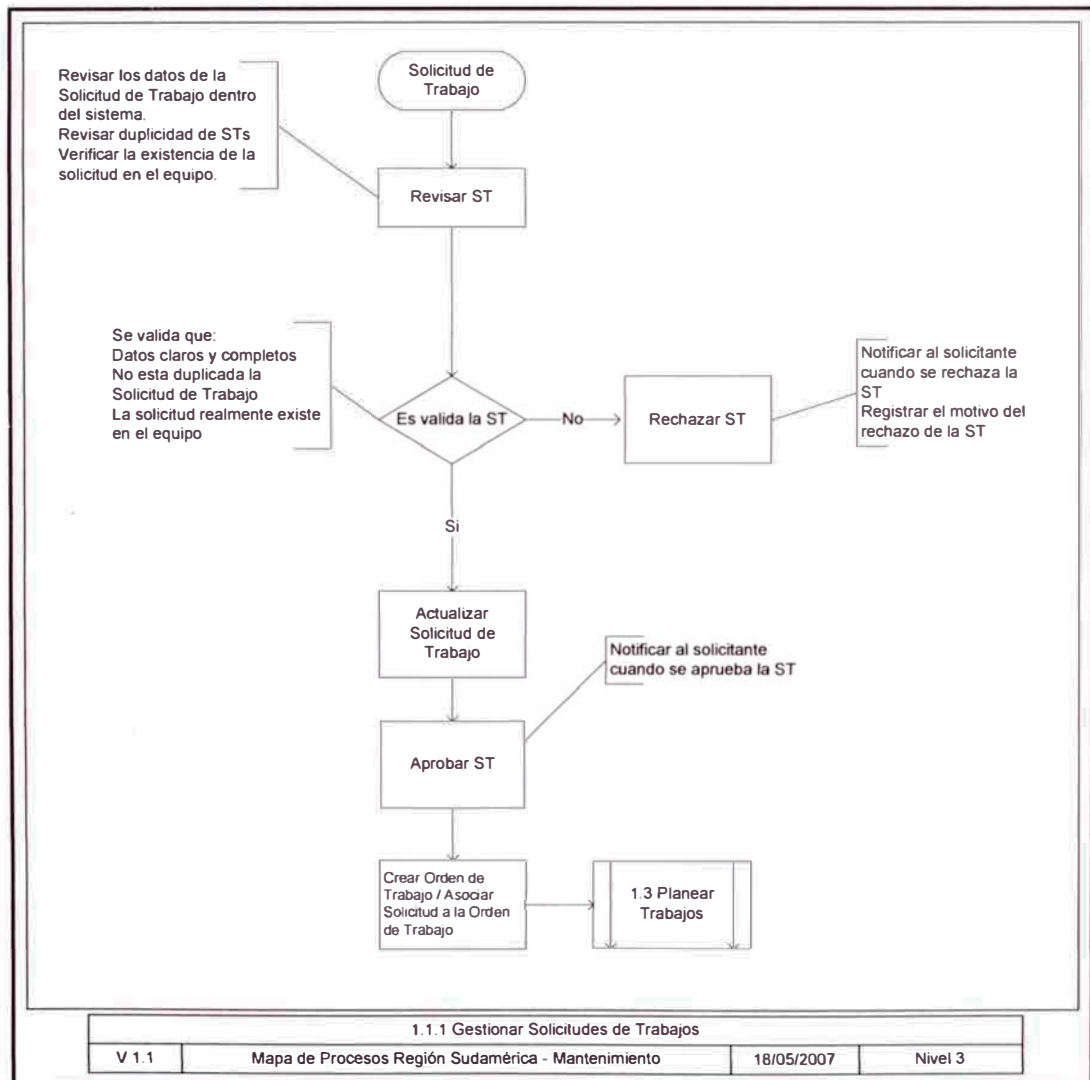 Solicitud de
Trabajo
Revisar los datos de la
Solicitud de Trabajo dentro
del sistema.
Revisar duplicidad de STs
Verificar la existencia de la
solicitud en el equipo.
Revisar ST
Se valida que:
Datos claros y completos
No esta duplicada la
Solicitud de Trabajo
La solicitud realmente existe
en el equipo
Es valida la ST
No
Rechazar ST
Notificar al solicitante
cuando se rechaza la
ST
Registrar el motivo del
rechazo de la ST
Si
Actualizar
Solicitud de
Trabajo
Notificar al solicitante
cuando se aprueba la ST
Aprobar ST
Crear Orden de
Trabajo / Asociar
Solicitud a la Orden
de Trabajo
1.3 Planear
Trabajos
1.1.1 Gestionar Solicitudes de Trabajos
V 1.1 Mapa de Procesos Región Sudamérica - Mantenimiento 18/05/2007 Nivel 3